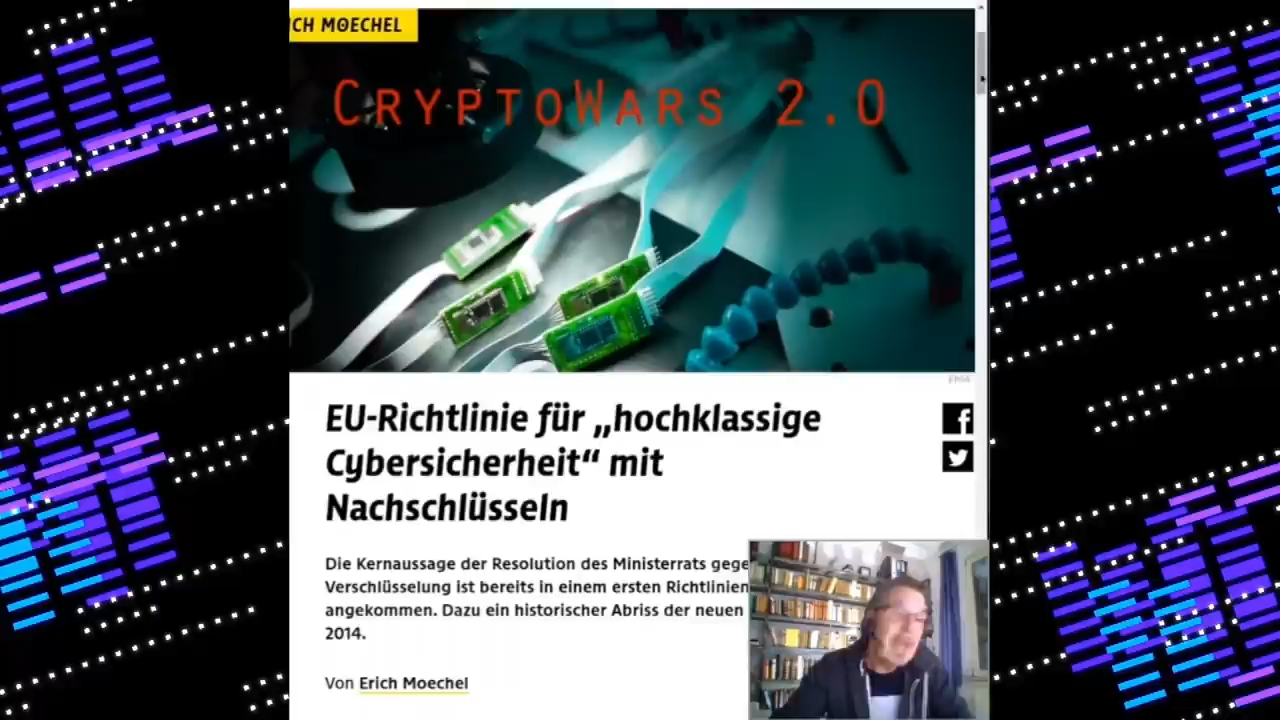 ICH MOECHEL
CRYPTOWARS 2.0
EU-Richtlinie für „hochklassige
Cybersicherheit“ mit
Nachschlüsseln
Die Kernaussage der Resolution des Ministerrats gege
Verschlüsselung ist bereits in einem ersten Richtlinien
angekommen. Dazu ein historischer Abriss der neuen
2014.
Von Erich Moechel